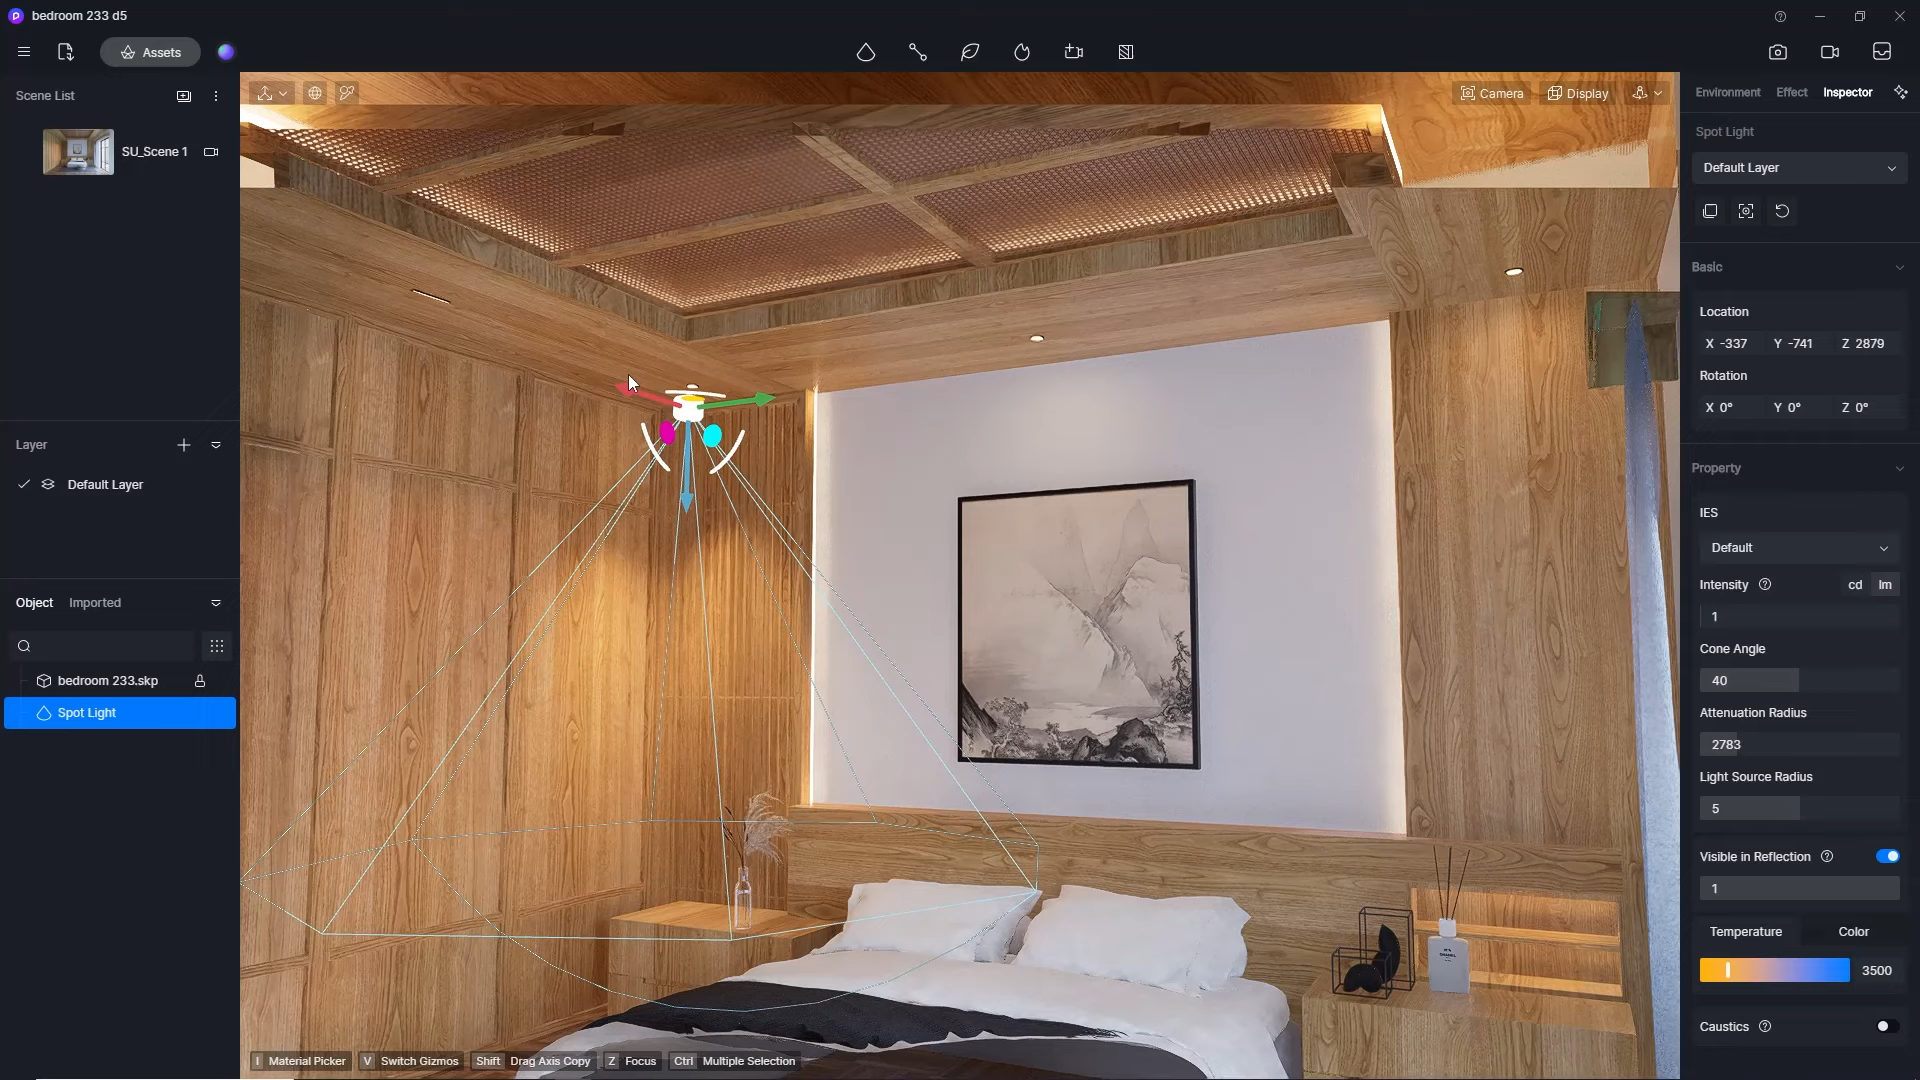 bedroom 233 d5
Assets
Scene List
SU_Scene 1
Layer
Default Layer
Object Imported
bedroom 233.skp
Spot Light
Camera Display
I Material Picker V Switch Gizmos Shift Drag Axis Copy Z Focus Ctrl Multiple Selection
Environment Effect Inspector
Spot Light
Default Layer
Basic
Location
X -337 Y -741 Z 2879
Rotation
X 0° Y 0° Z 0°
Property
IES
Default
Intensity cd lm
1
Cone Angle
40
Attenuation Radius
2783
Light Source Radius
5
Visible in Reflection
1
Temperature Color
3500
Caustics